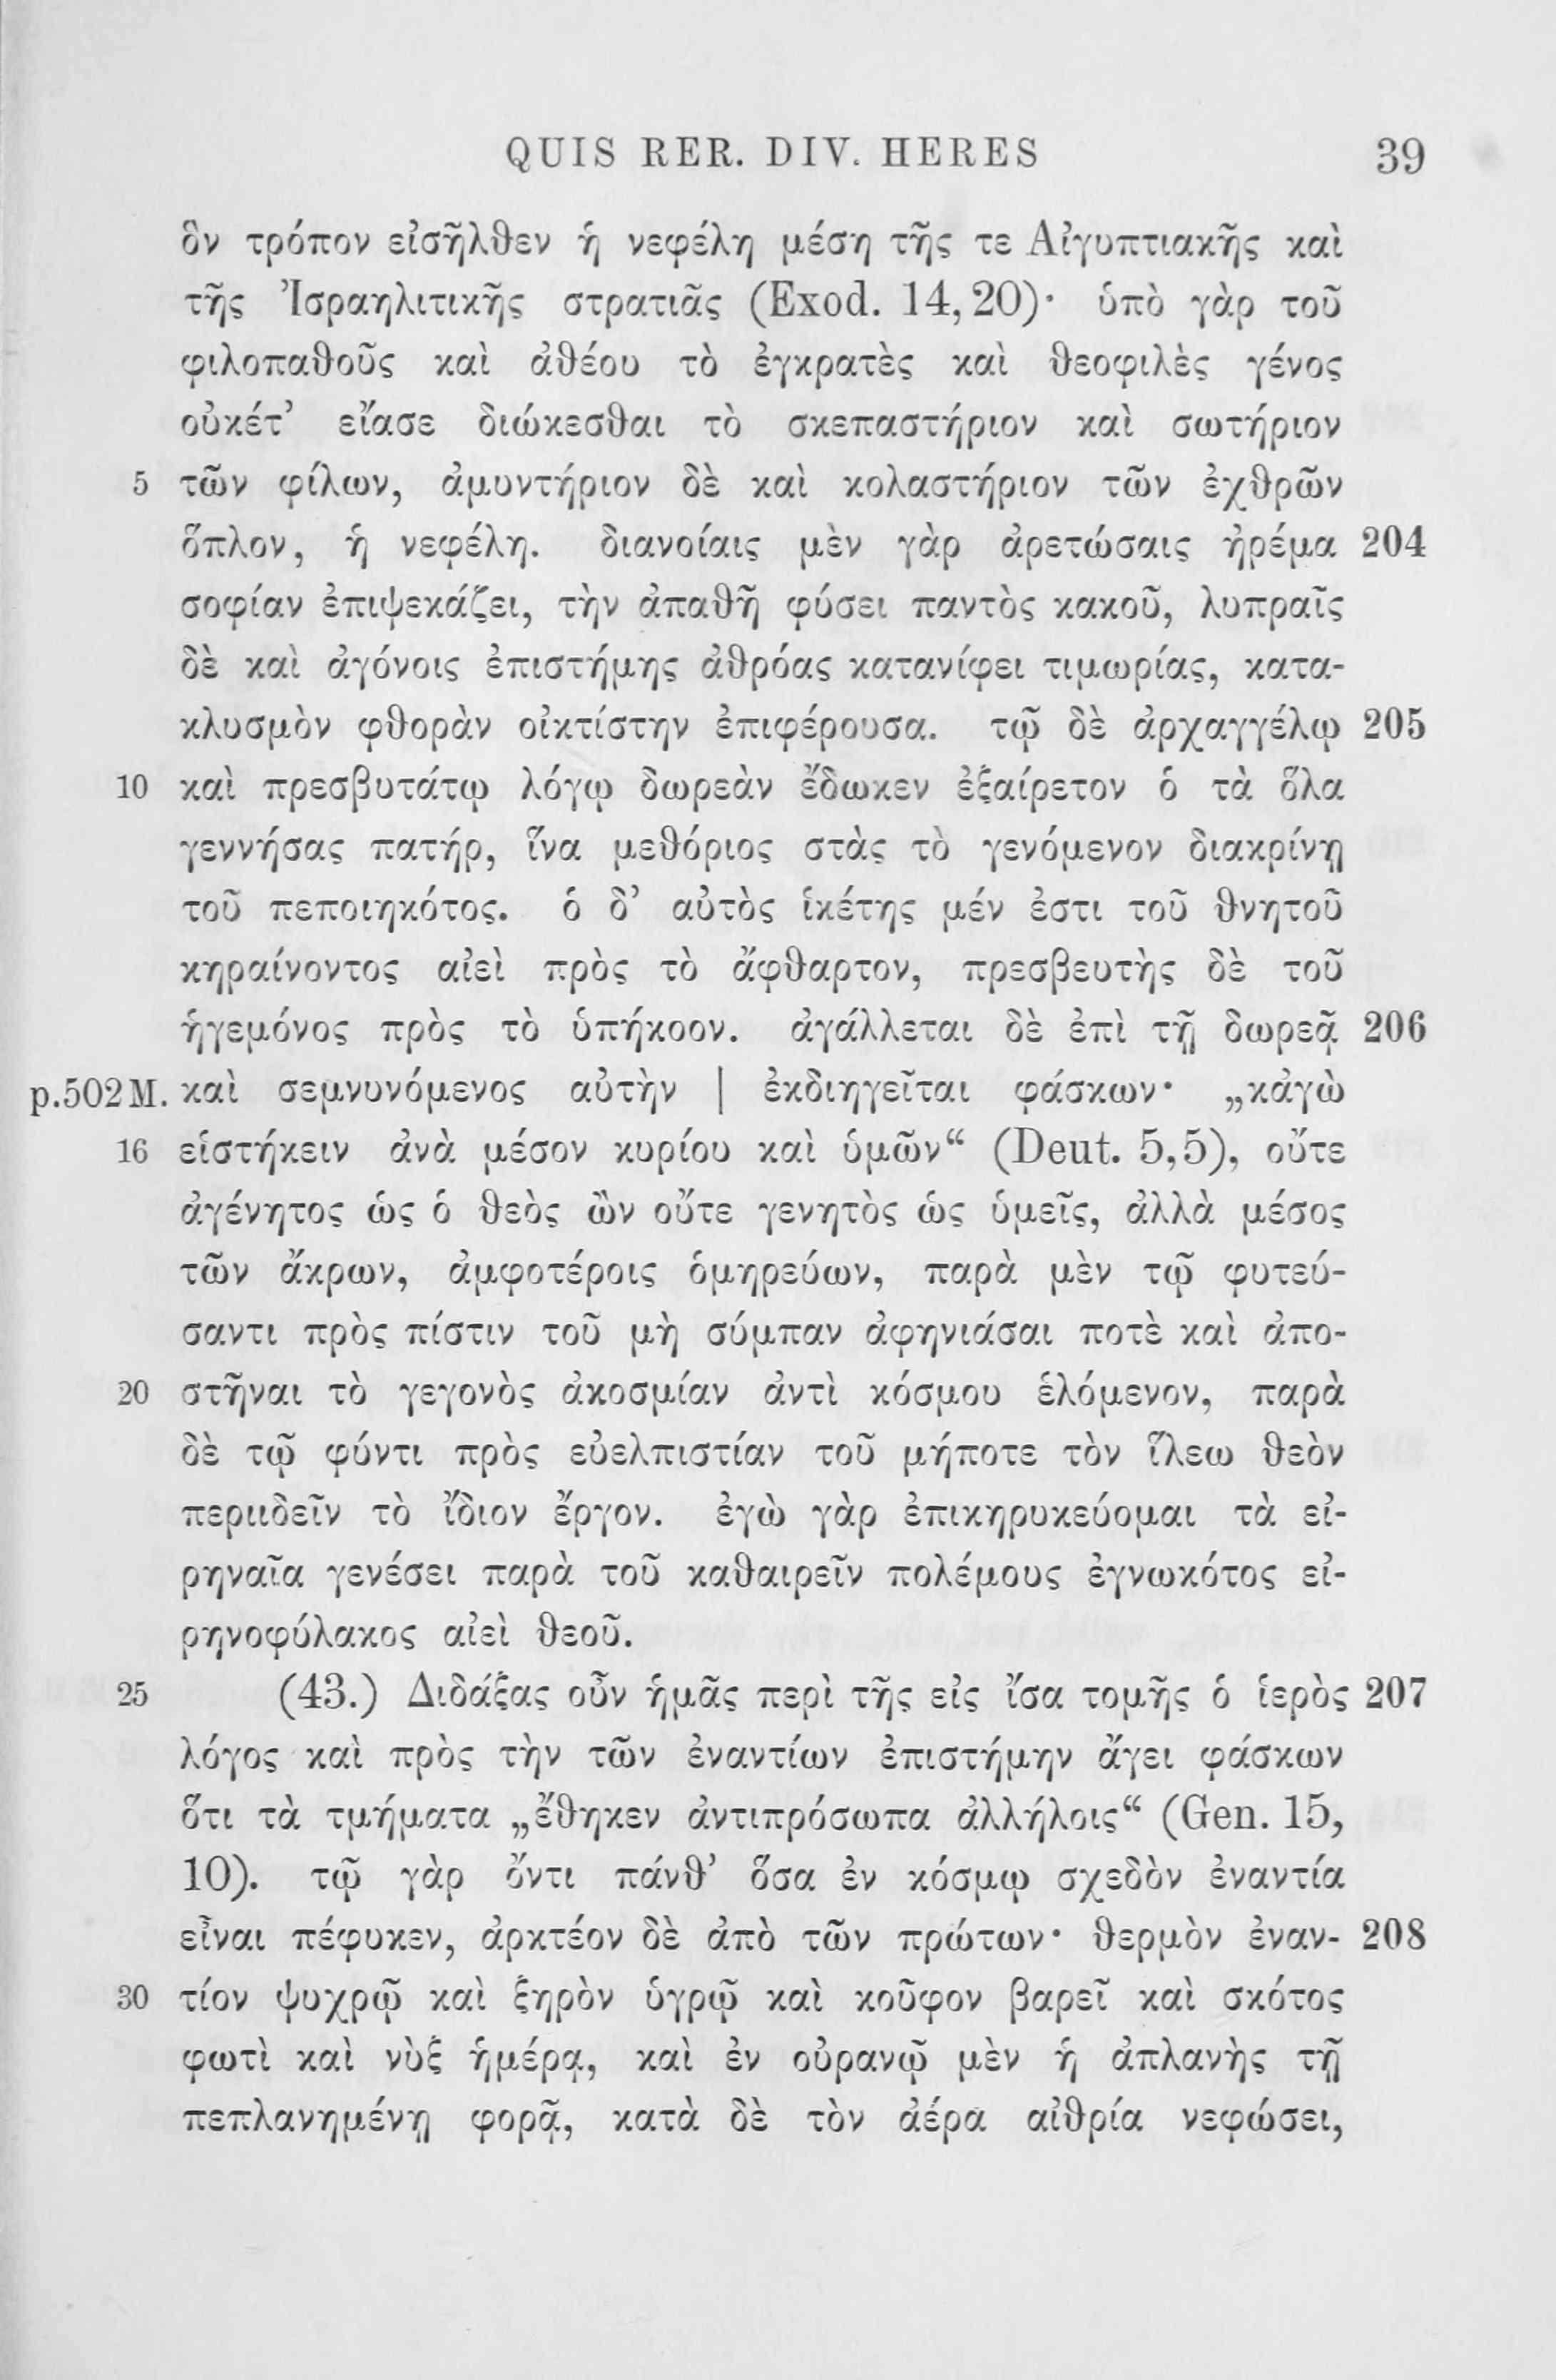 QUIS RER. DIV. HERES 39
ὃν τρόπον εἰσῆλθεν ἡ νεφέλη μέση τῆς τε Αἰγυπτιακῆς καὶ
τῆς Ἰσραηλιτικῆς στρατιᾶς (Exod. 14, 20)· ὑπὸ γὰρ τοῦ
φιλοπαθοῦς καὶ ἀθέου τὸ ἐγκρατὲς καὶ θεοφιλὲς γένος
οὐκέτ’ εἴασε διώκεσθαι τὸ σκεπαστήριον καὶ σωτήριον
5 τῶν φίλων, ἀμυντήριον δὲ καὶ κολαστήριον τῶν ἐχθρῶν
ὅπλον, ἡ νεφέλη. διανοίαις μὲν γὰρ ἀρετώσαις ἠρέμα 204
σοφίαν ἐπιψεκάζει, τὴν ἀπαθῆ φύσει παντὸς κακοῦ, λυπραῖς
δὲ καὶ ἀγόνοις ἐπιστήμης ἀθρόας κατανίφει τιμωρίας, κατα-
κλυσμὸν φθορὰν οἰκτίστην ἐπιφέρουσα. τῷ δὲ ἀρχαγγέλῳ 205
10 καὶ πρεσβυτάτῳ λόγῳ δωρεὰν ἔδωκεν ἐξαίρετον ὁ τὰ ὅλα
γεννήσας πατήρ, ἵνα μεθόριος στὰς τὸ γενόμενον διακρίνῃ
τοῦ πεποιηκότος. ὁ δ’ αὐτὸς ἱκέτης μέν ἐστι τοῦ θνητοῦ
κηραίνοντος αἰεὶ πρὸς τὸ ἄφθαρτον, πρεσβευτὴς δὲ τοῦ
ἡγεμόνος πρὸς τὸ ὑπήκοον. ἀγάλλεται δὲ ἐπὶ τῇ δωρεᾷ 206
p.502 M. καὶ σεμνυνόμενος αὐτὴν | ἐκδιηγεῖται φάσκων· „κἀγὼ
16 εἱστήκειν ἀνὰ μέσον κυρίου καὶ ὑμῶν“ (Deut. 5,5), οὔτε
ἀγένητος ὡς ὁ θεὸς ὢν οὔτε γενητὸς ὡς ὑμεῖς, ἀλλὰ μέσος
τῶν ἄκρων, ἀμφοτέροις ὁμηρεύων, παρὰ μὲν τῷ φυτεύ-
σαντι πρὸς πίστιν τοῦ μὴ σύμπαν ἀφηνιάσαι ποτὲ καὶ ἀπο-
20 στῆναι τὸ γεγονὸς ἀκοσμίαν ἀντὶ κόσμου ἑλόμενον, παρὰ
δὲ τῷ φύντι πρὸς εὐελπιστίαν τοῦ μήποτε τὸν ἵλεω θεὸν
περιιδεῖν τὸ ἴδιον ἔργον. ἐγὼ γὰρ ἐπικηρυκεύομαι τὰ εἰ-
ρηναῖα γενέσει παρὰ τοῦ καθαιρεῖν πολέμους ἐγνωκότος εἰ-
ρηνοφύλακος αἰεὶ θεοῦ.
25 (43.) Διδάξας οὖν ἡμᾶς περὶ τῆς εἰς ἴσα τομῆς ὁ ἱερὸς 207
λόγος καὶ πρὸς τὴν τῶν ἐναντίων ἐπιστήμην ἄγει φάσκων
ὅτι τὰ τμήματα „ἔθηκεν ἀντιπρόσωπα ἀλλήλοις“ (Gen. 15,
10). τῷ γὰρ ὄντι πάνθ’ ὅσα ἐν κόσμῳ σχεδὸν ἐναντία
εἶναι πέφυκεν, ἀρκτέον δὲ ἀπὸ τῶν πρώτων· θερμὸν ἐναν- 208
30 τίον ψυχρῷ καὶ ξηρὸν ὑγρῷ καὶ κοῦφον βαρεῖ καὶ σκότος
φωτὶ καὶ νὺξ ἡμέρᾳ, καὶ ἐν οὐρανῷ μὲν ἡ ἀπλανὴς τῇ
πεπλανημένῃ φορᾷ, κατὰ δὲ τὸν ἀέρα αἰθρία νεφώσει,